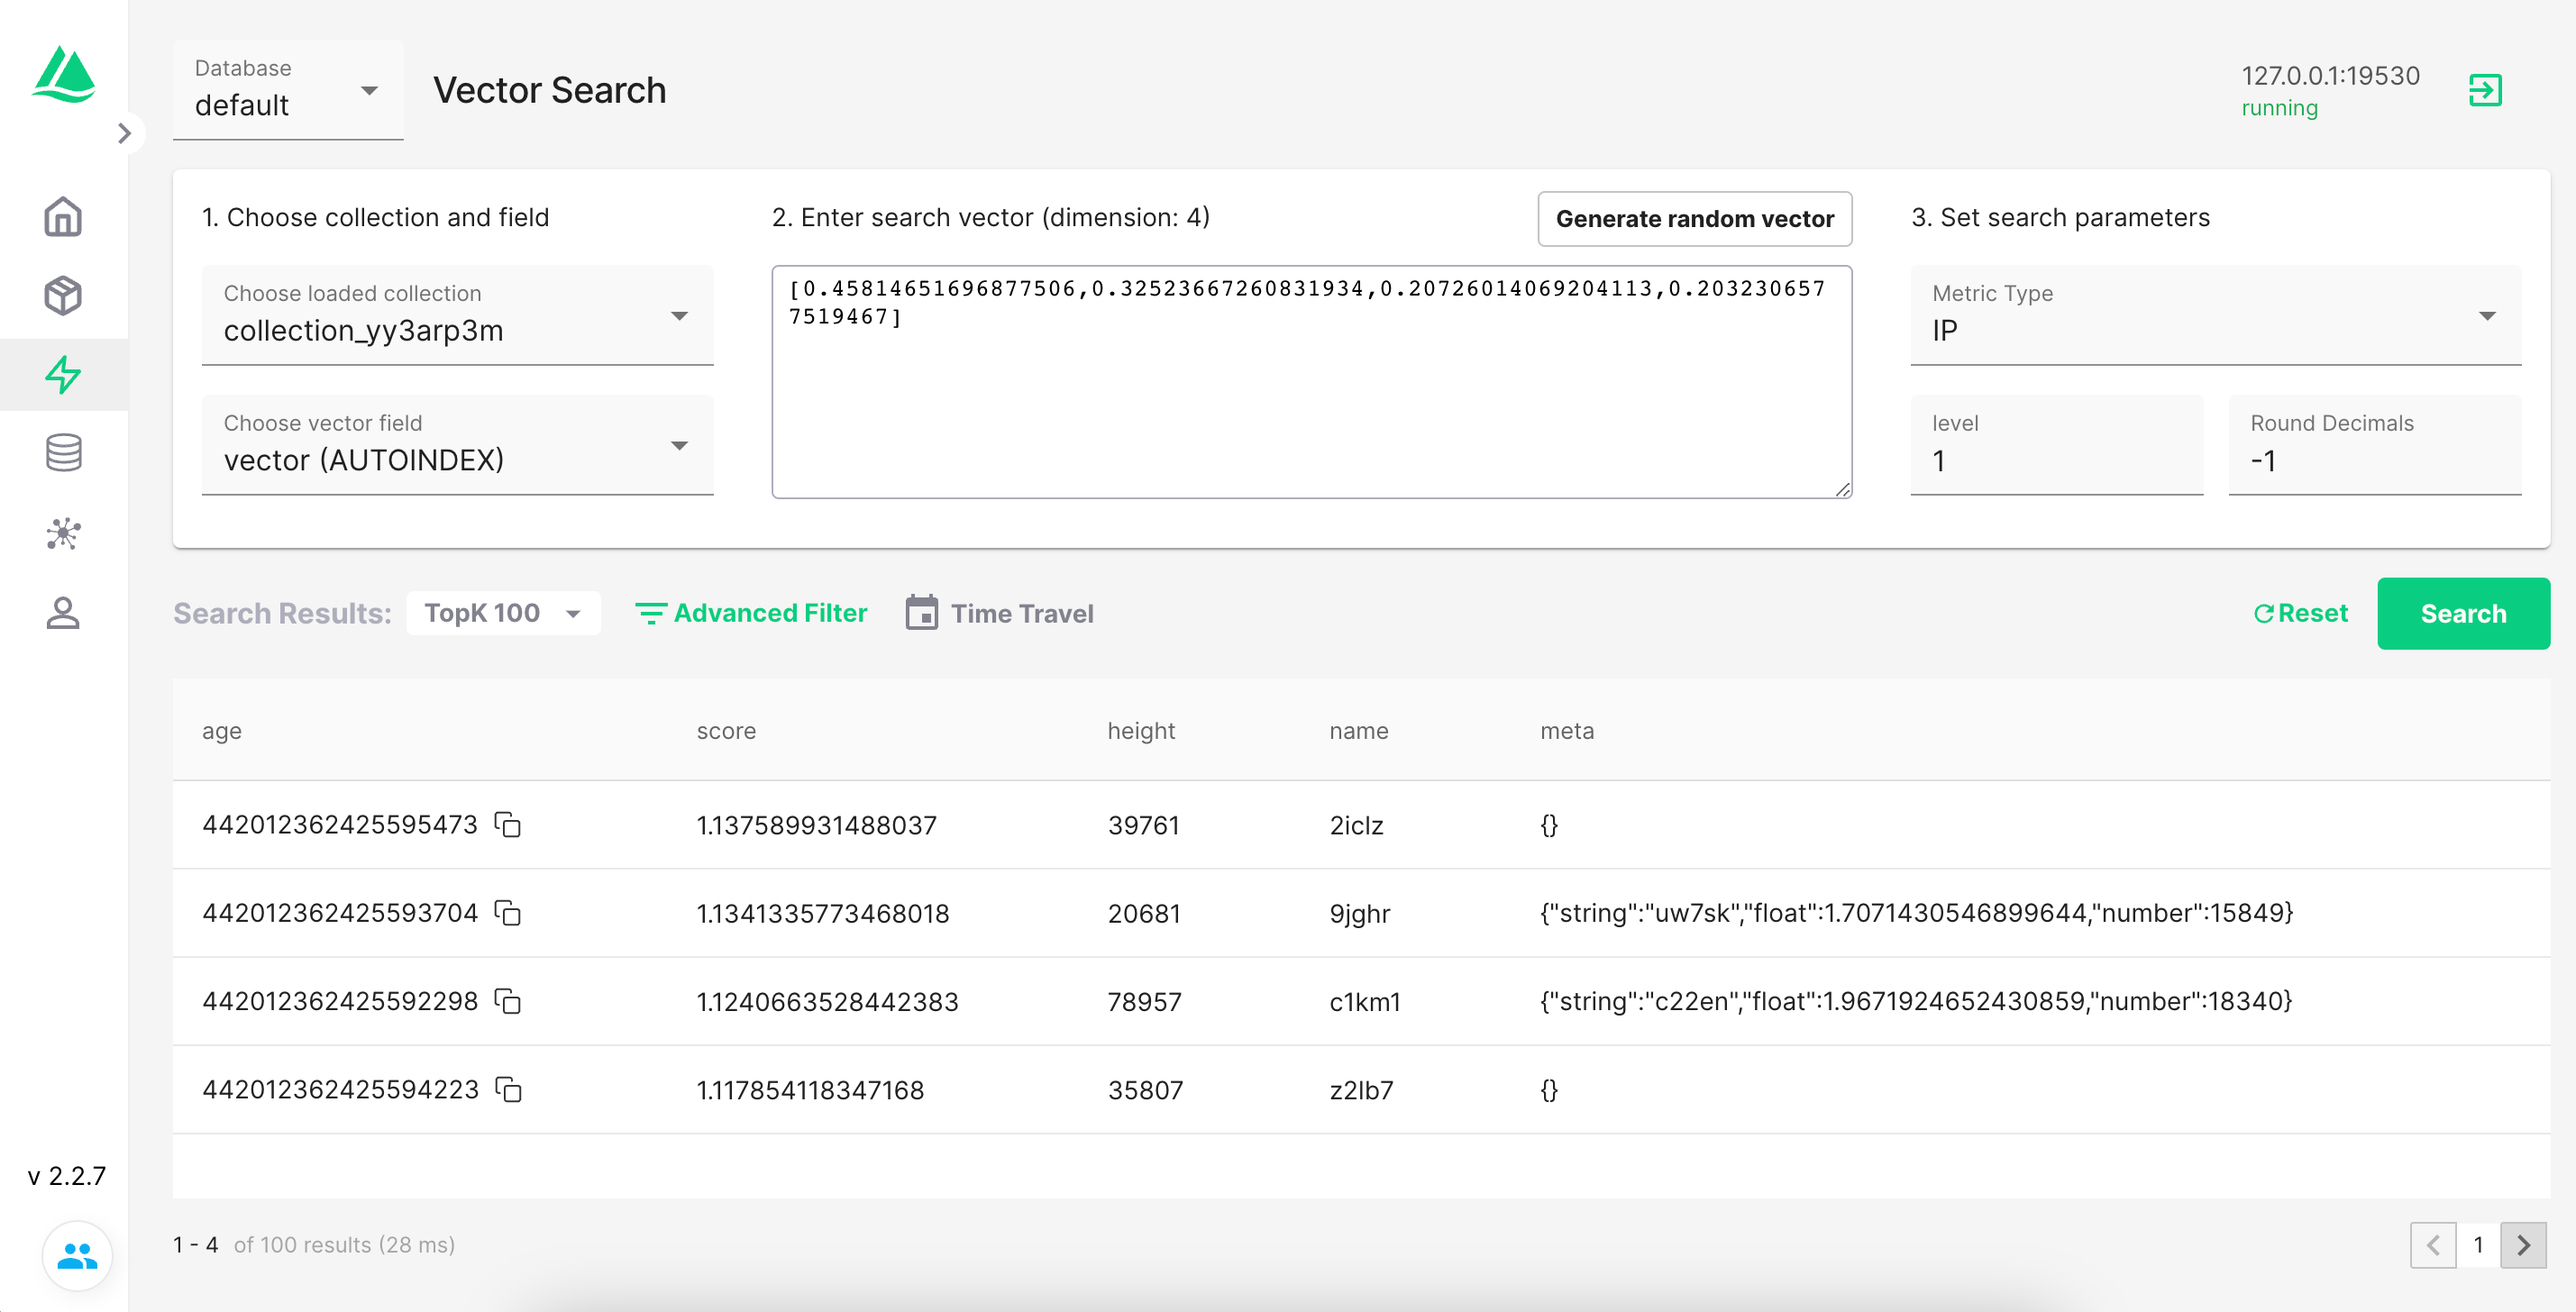 Database
default
Vector Search
127.0.0.1:19530
running
1. Choose collection and field
2. Enter search vector (dimension: 4)
Generate random vector
3. Set search parameters
Choose loaded collection
collection_yy3arp3m
[0.45814651696877506,0.32523667260831934,0.20726014069204113,0.203230657
7519467]
Metric Type
IP
Choose vector field
vector (AUTOINDEX)
level
1
Round Decimals
-1
Search Results:
TopK 100
Advanced Filter
Time Travel
Reset
Search
age score height name meta
442012362425595473 1.137589931488037 39761 2iclz {}
442012362425593704 1.1341335773468018 20681 9jghr {"string":"uw7sk","float":1.7071430546899644,"number":15849}
442012362425592298 1.1240663528442383 78957 c1km1 {"string":"c22en","float":1.9671924652430859,"number":18340}
442012362425594223 1.117854118347168 35807 z2lb7 {}
v 2.2.7
1 - 4 of 100 results (28 ms)
1